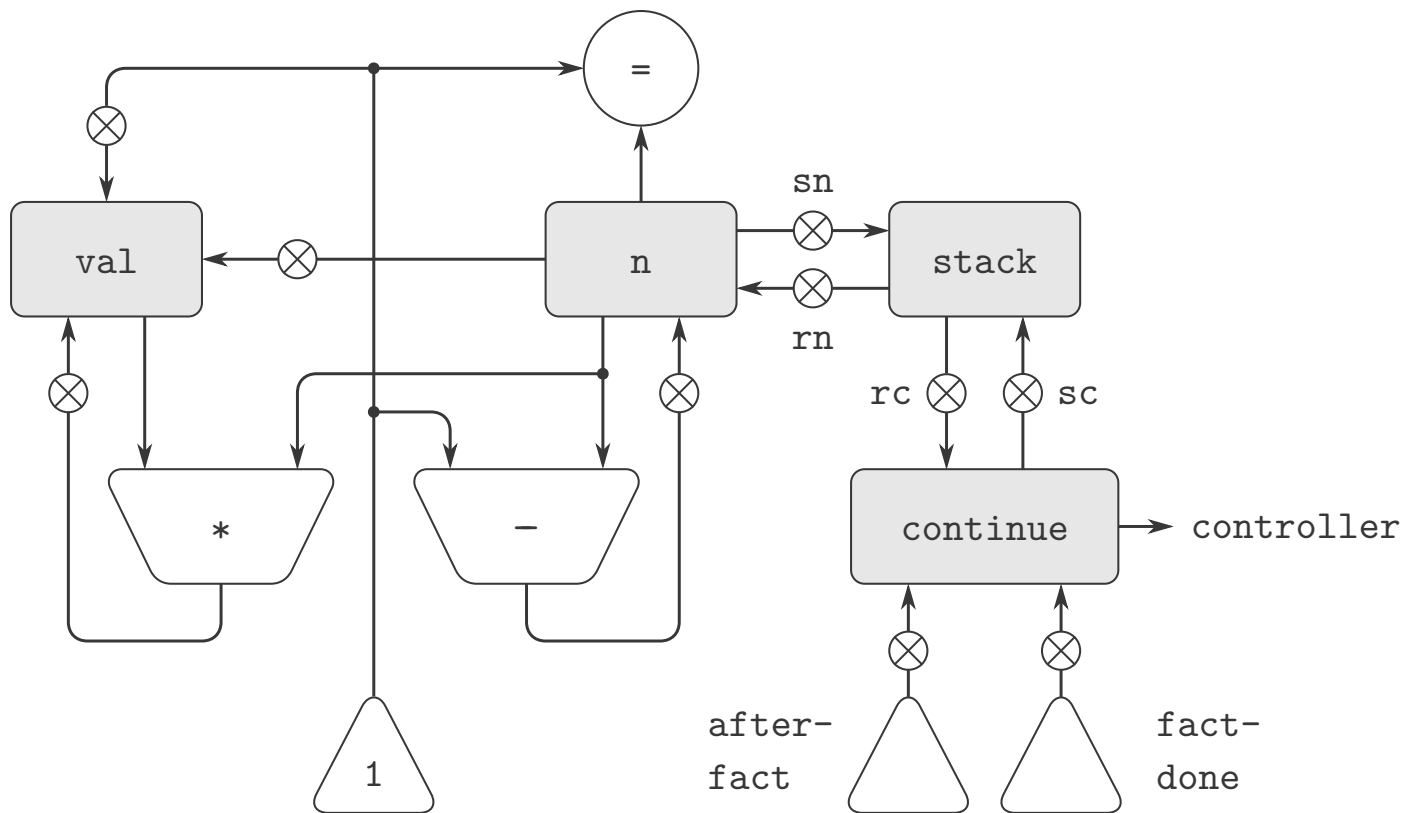 =
sn
val
n
stack
rn
rc
sc
*
−
continue
controller
after-
fact
fact-
done
1